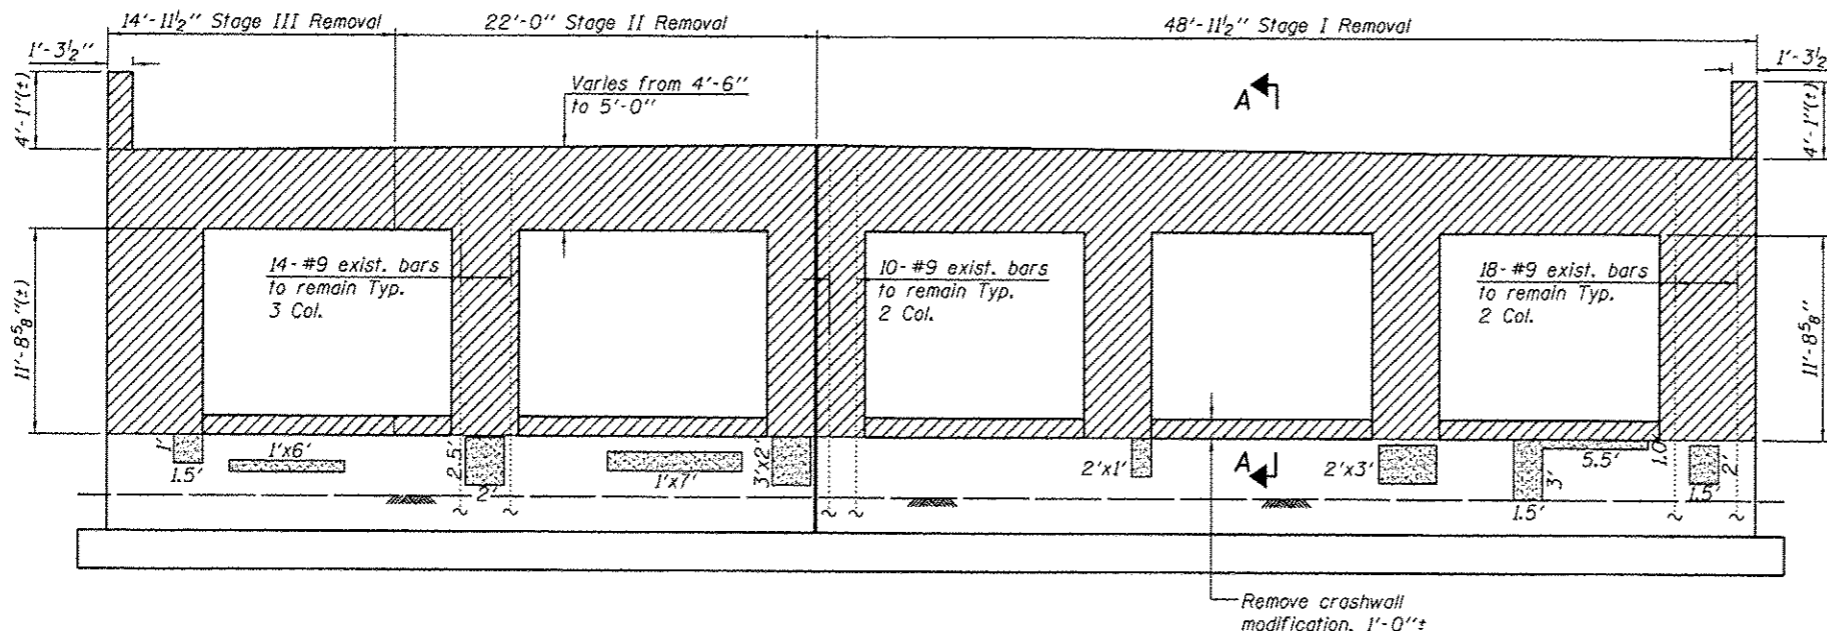 14'-11½" Stage III Removal
22'-0" Stage II Removal
48'-11½" Stage I Removal
1'-3½"
1'-3½
4'-1"(±)
Varies from 4'-6"
to 5'-0"
A
4'-1"(±)
14-#9 exist. bars
to remain Typ.
3 Col.
10-#9 exist. bars
to remain Typ.
2 Col.
18-#9 exist. bars
to remain Typ.
2 Col.
11'-8⅝"(±)
11'-8⅝"
1'
1.5'
1'x6'
2.5'
2'
1'x7'
3'x2'
2'x1'
A
2'x3'
3'
1.5'
5.5'
1.0'
1.5'
2'
~ ~ ~ ~ ~ ~
Remove crashwall
modification, 1'-0"±